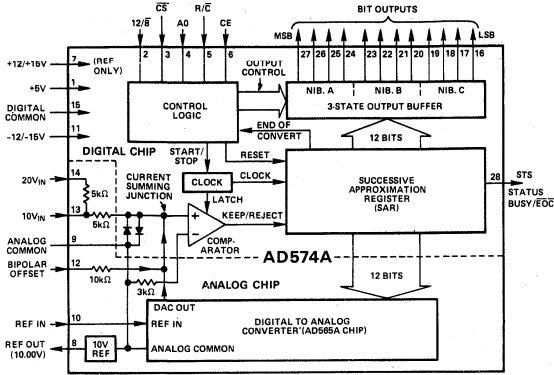 BIT OUTPUTS
12/8 CS A0 R/C CE
MSB LSB
2 3 4 5 6
27 26 25 24 23 22 21 20 19 18 17 16
+12/+15V 7 (REF ONLY)
+5V 1
DIGITAL COMMON 15
-12/-15V 11
OUTPUT CONTROL
CONTROL LOGIC
NIB. A NIB. B NIB. C
3-STATE OUTPUT BUFFER
END OF CONVERT
12 BITS
DIGITAL CHIP
START/STOP
RESET
CLOCK
CLOCK
LATCH
20VIN 14
5kΩ
10VIN 13
5kΩ
CURRENT SUMMING JUNCTION
+
−
COMPARATOR
KEEP/REJECT
SUCCESSIVE APPROXIMATION REGISTER (SAR)
28 STS
STATUS
BUSY/EOC
ANALOG COMMON 9
BIPOLAR OFFSET 12
10kΩ
3kΩ
AD574A
ANALOG CHIP
12 BITS
DAC OUT
REF IN 10
REF IN
DIGITAL TO ANALOG CONVERTER (AD565A CHIP)
REF OUT (10.00V) 8
10V REF
ANALOG COMMON